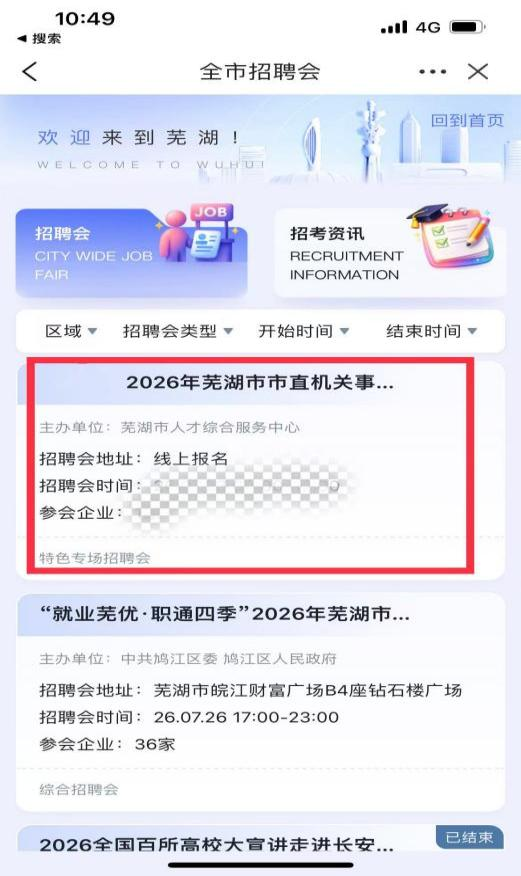 10:49
4G
搜索
全市招聘会
回到首页
欢迎来到芜湖！
WELCOME TO WUHU!
JOB
招聘会
CITY WIDE JOB
FAIR
招考资讯
RECRUITMENT
INFORMATION
区域 招聘会类型 开始时间 结束时间
2026年芜湖市市直机关事...
主办单位：芜湖市人才综合服务中心
招聘会地址：线上报名
招聘会时间：
参会企业：
特色专场招聘会
“就业芜优·职通四季”2026年芜湖市...
主办单位：中共鸠江区委 鸠江区人民政府
招聘会地址：芜湖市皖江财富广场B4座钻石楼广场
招聘会时间：26.07.26 17:00-23:00
参会企业：36家
综合招聘会
已结束
2026全国百所高校大宣讲走进长安...